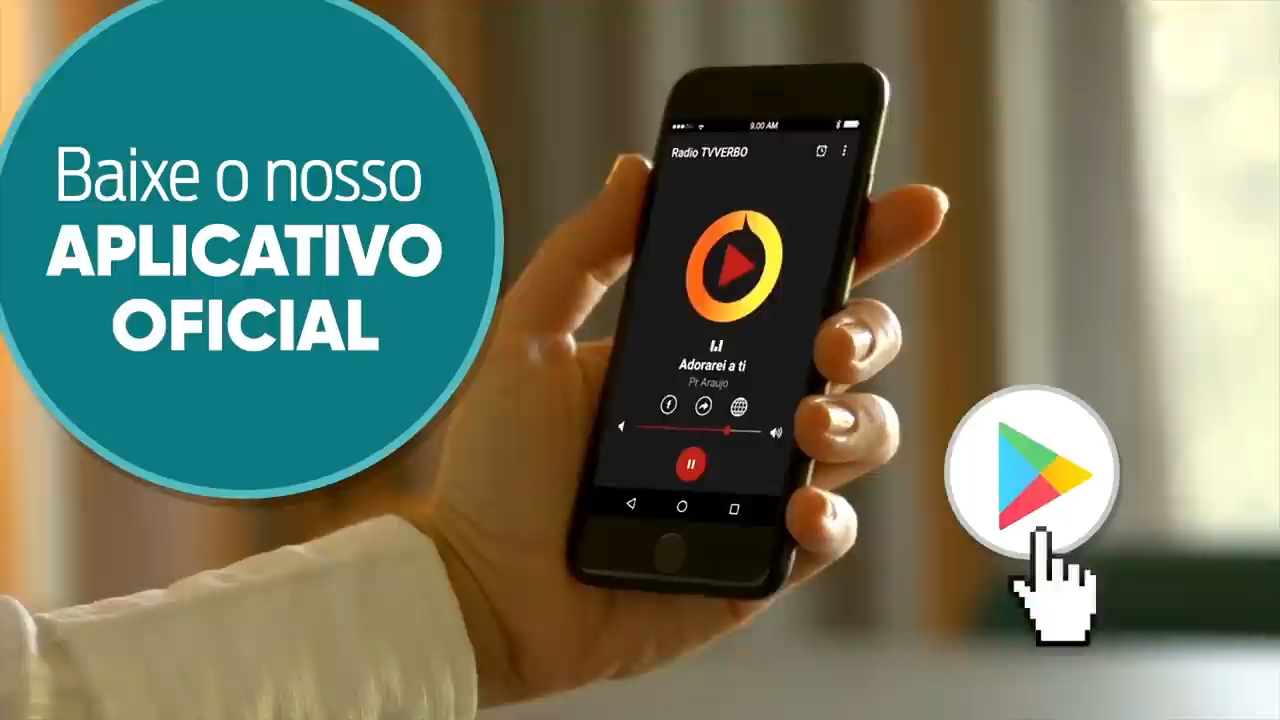 Baixe o nosso
APLICATIVO
OFICIAL
9.00 AM
Radio TVVERBO
Adorarei a ti
Pr Araujo
f